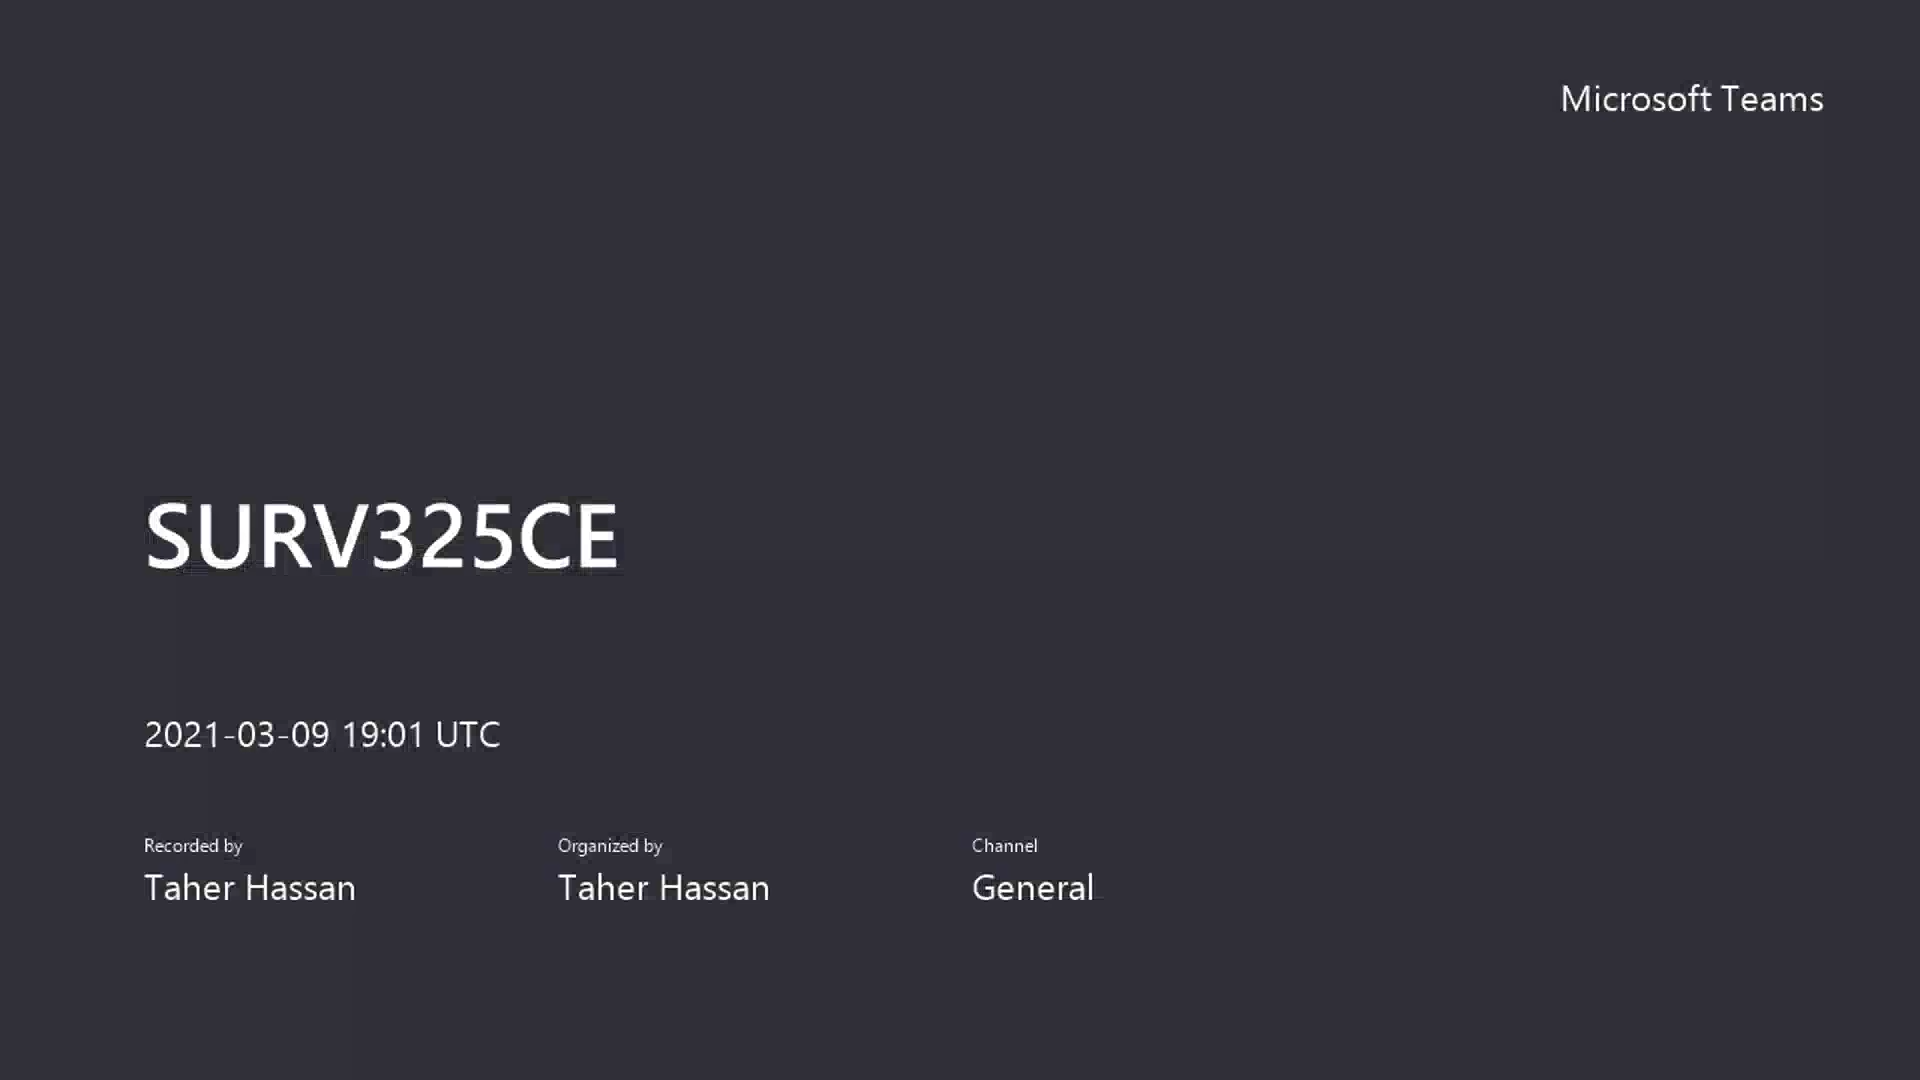 Microsoft Teams
SURV325CE
2021-03-09 19:01 UTC
Recorded by
Taher Hassan
Organized by
Taher Hassan
Channel
General